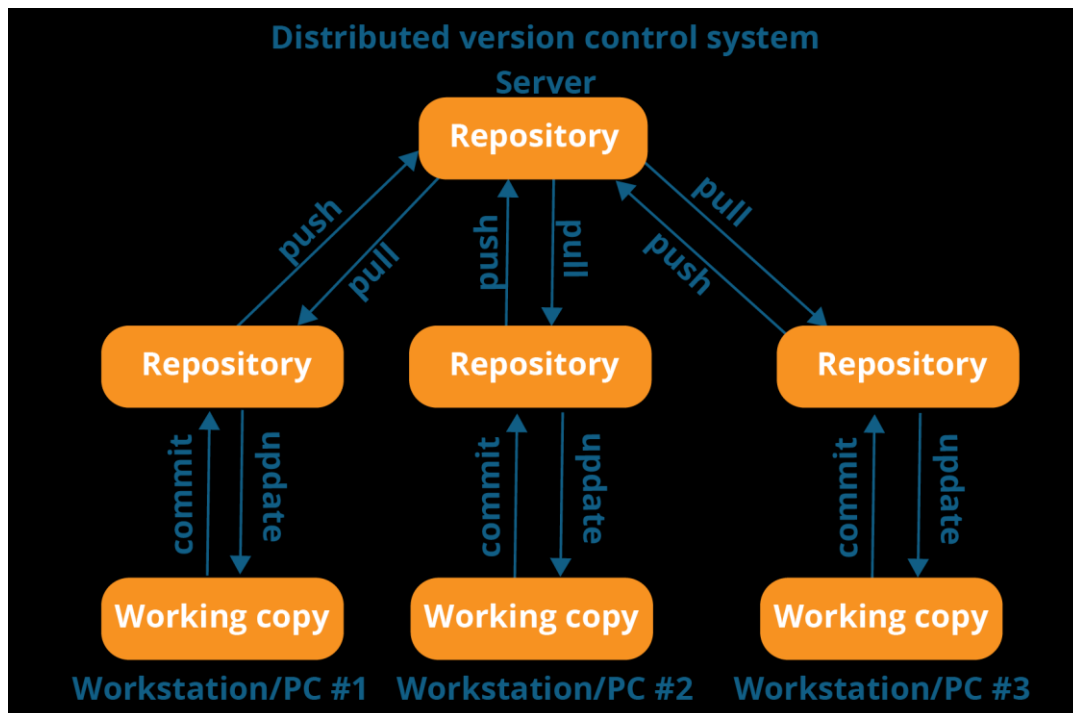 Distributed version control system
Server
Repository
push
pull
push
pull
push
pull
Repository
Repository
Repository
commit
update
commit
update
commit
update
Working copy
Working copy
Working copy
Workstation/PC #1
Workstation/PC #2
Workstation/PC #3